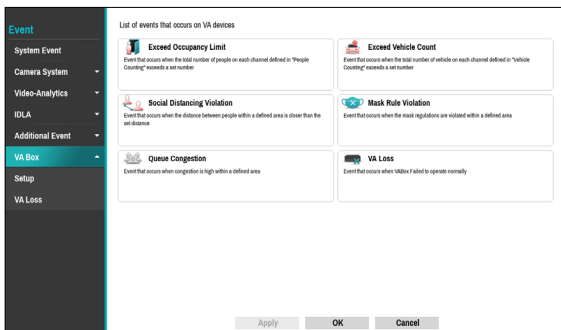 Event
System Event
Camera System
Video-Analytics
IDLA
Additional Event
VA Box
Setup
VA Loss
List of events that occurs on VA devices
Exceed Occupancy Limit
Event that occurs when the total number of people on each channel defined in "People
Counting" exceeds a set number
Exceed Vehicle Count
Event that occurs when the total number of vehicle on each channel defined in "Vehicle
Counting" exceeds a set number
Social Distancing Violation
Event that occurs when the distance between people within a defined area is closer than the
set distance
Mask Rule Violation
Event that occurs when the mask regulations are violated within a defined area
Queue Congestion
Event that occurs when congestion is high within a defined area
VA Loss
Event that occurs when VABox Failed to operate normally
Apply
OK
Cancel